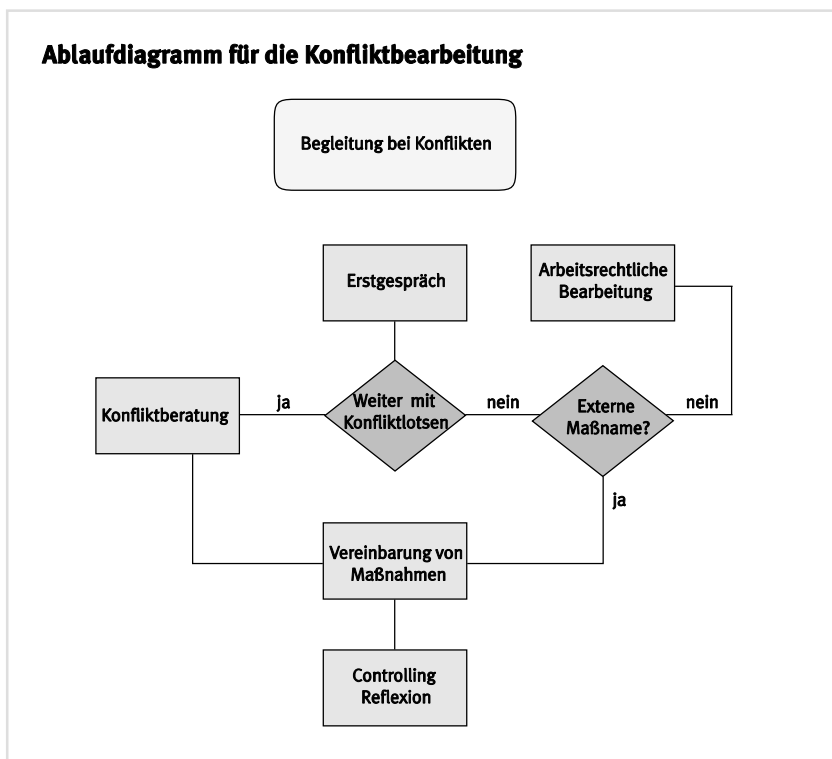 Ablaufdiagramm für die Konfliktbearbeitung
Begleitung bei Konflikten
Erstgespräch
Arbeitsrechtliche
Bearbeitung
Konfliktberatung
ja
Weiter mit
Konfliktlotsen
nein
Externe
Maßname?
nein
ja
Vereinbarung von
Maßnahmen
Controlling
Reflexion